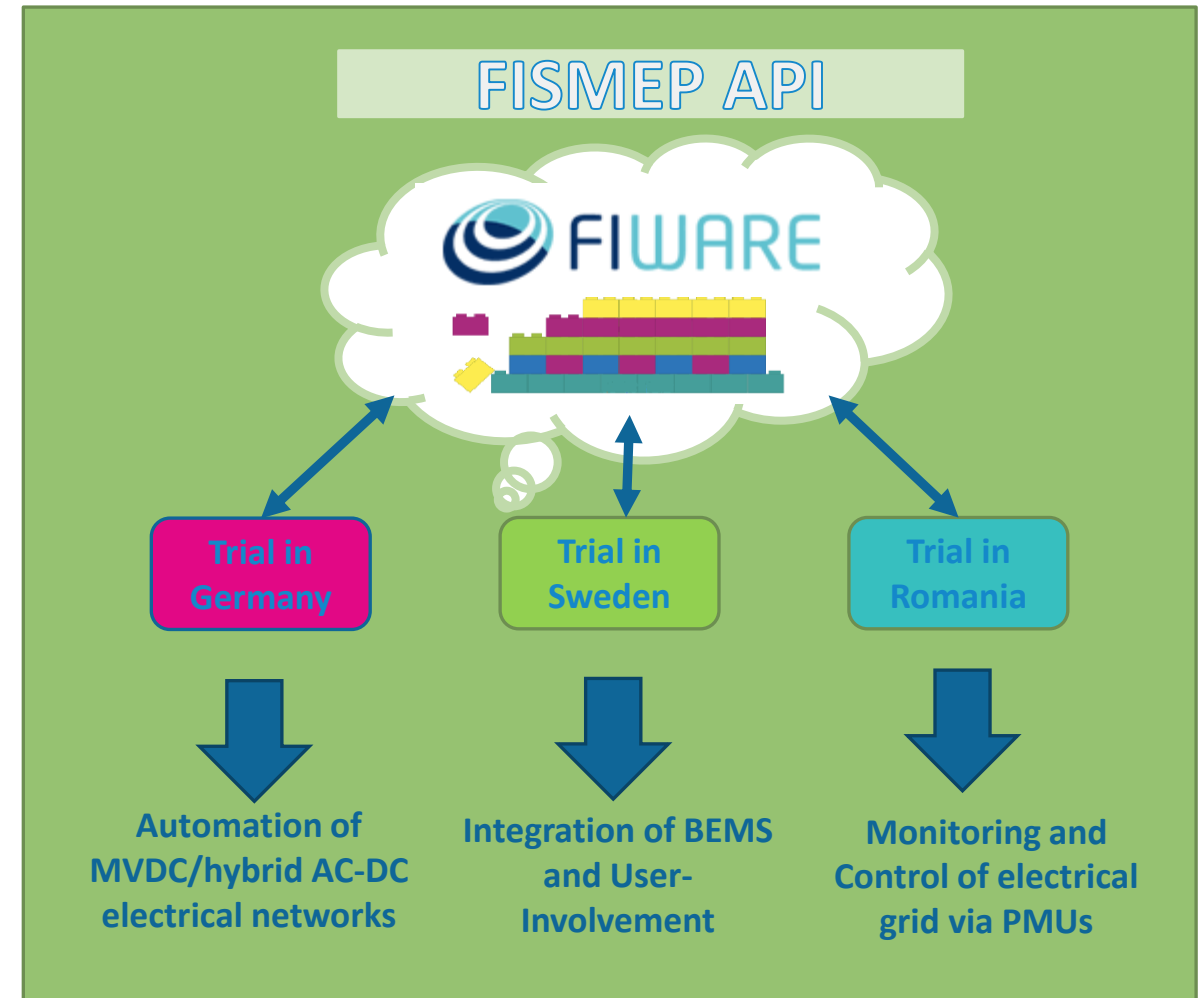 FISMEP API
FIWARE
Trial in
Germany
Trial in
Sweden
Trial in
Romania
Automation of
MVDC/hybrid AC-DC
electrical networks
Integration of BEMS
and User-
Involvement
Monitoring and
Control of electrical
grid via PMUs